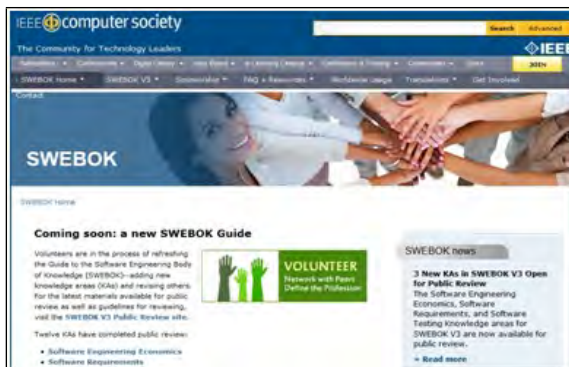 IEEE computer society
Search Advanced
The Community for Technology Leaders
IEEE
JOIN
SWEBOK Home SWEBOK V3 Sponsorship FAQ + Resources Worldwide Usage Translations Get Involved
Contact
SWEBOK
SWEBOK Home
Coming soon: a new SWEBOK Guide
Volunteers are in the process of refreshing
the Guide to the Software Engineering Body
of Knowledge (SWEBOK)--adding new
knowledge areas (KAs) and revising others.
For the latest materials available for public
review as well as guidelines for reviewing,
visit the SWEBOK V3 Public Review site.
Twelve KAs have completed public review:
• Software Engineering Economics
• Software Requirements
VOLUNTEER
Network with Peers
Define the Profession
SWEBOK news
3 New KAs in SWEBOK V3 Open
for Public Review
The Software Engineering
Economics, Software
Requirements, and Software
Testing Knowledge areas for
SWEBOK V3 are now available for
public review.
» Read more